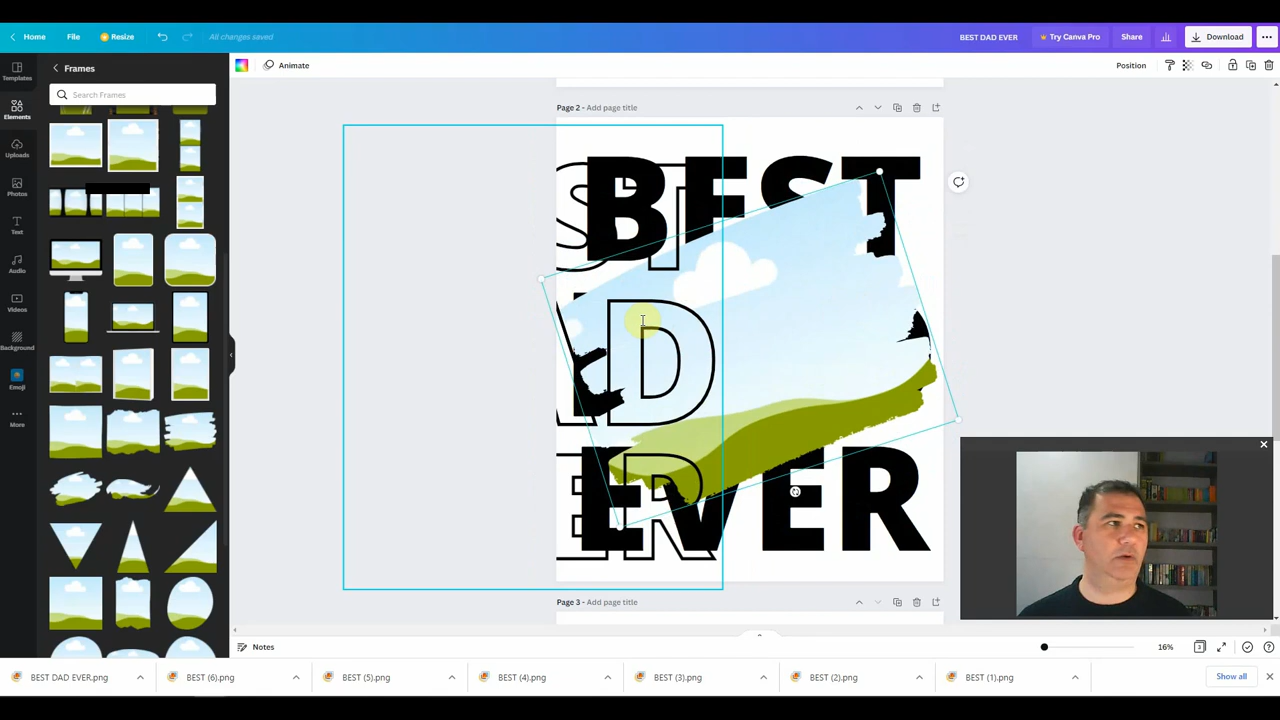 Home
File
Resize
All changes saved
BEST DAD EVER
Try Canva Pro
Share
Download
Templates
Elements
Uploads
Photos
Text
Audio
Videos
Background
Emoji
More
Frames
Search Frames
Animate
Position
Page 2 - Add page title
BEST
ST
D
EVER
ER
Page 3 - Add page title
Notes
16%
3
BEST DAD EVER.png
BEST (6).png
BEST (5).png
BEST (4).png
BEST (3).png
BEST (2).png
BEST (1).png
Show all